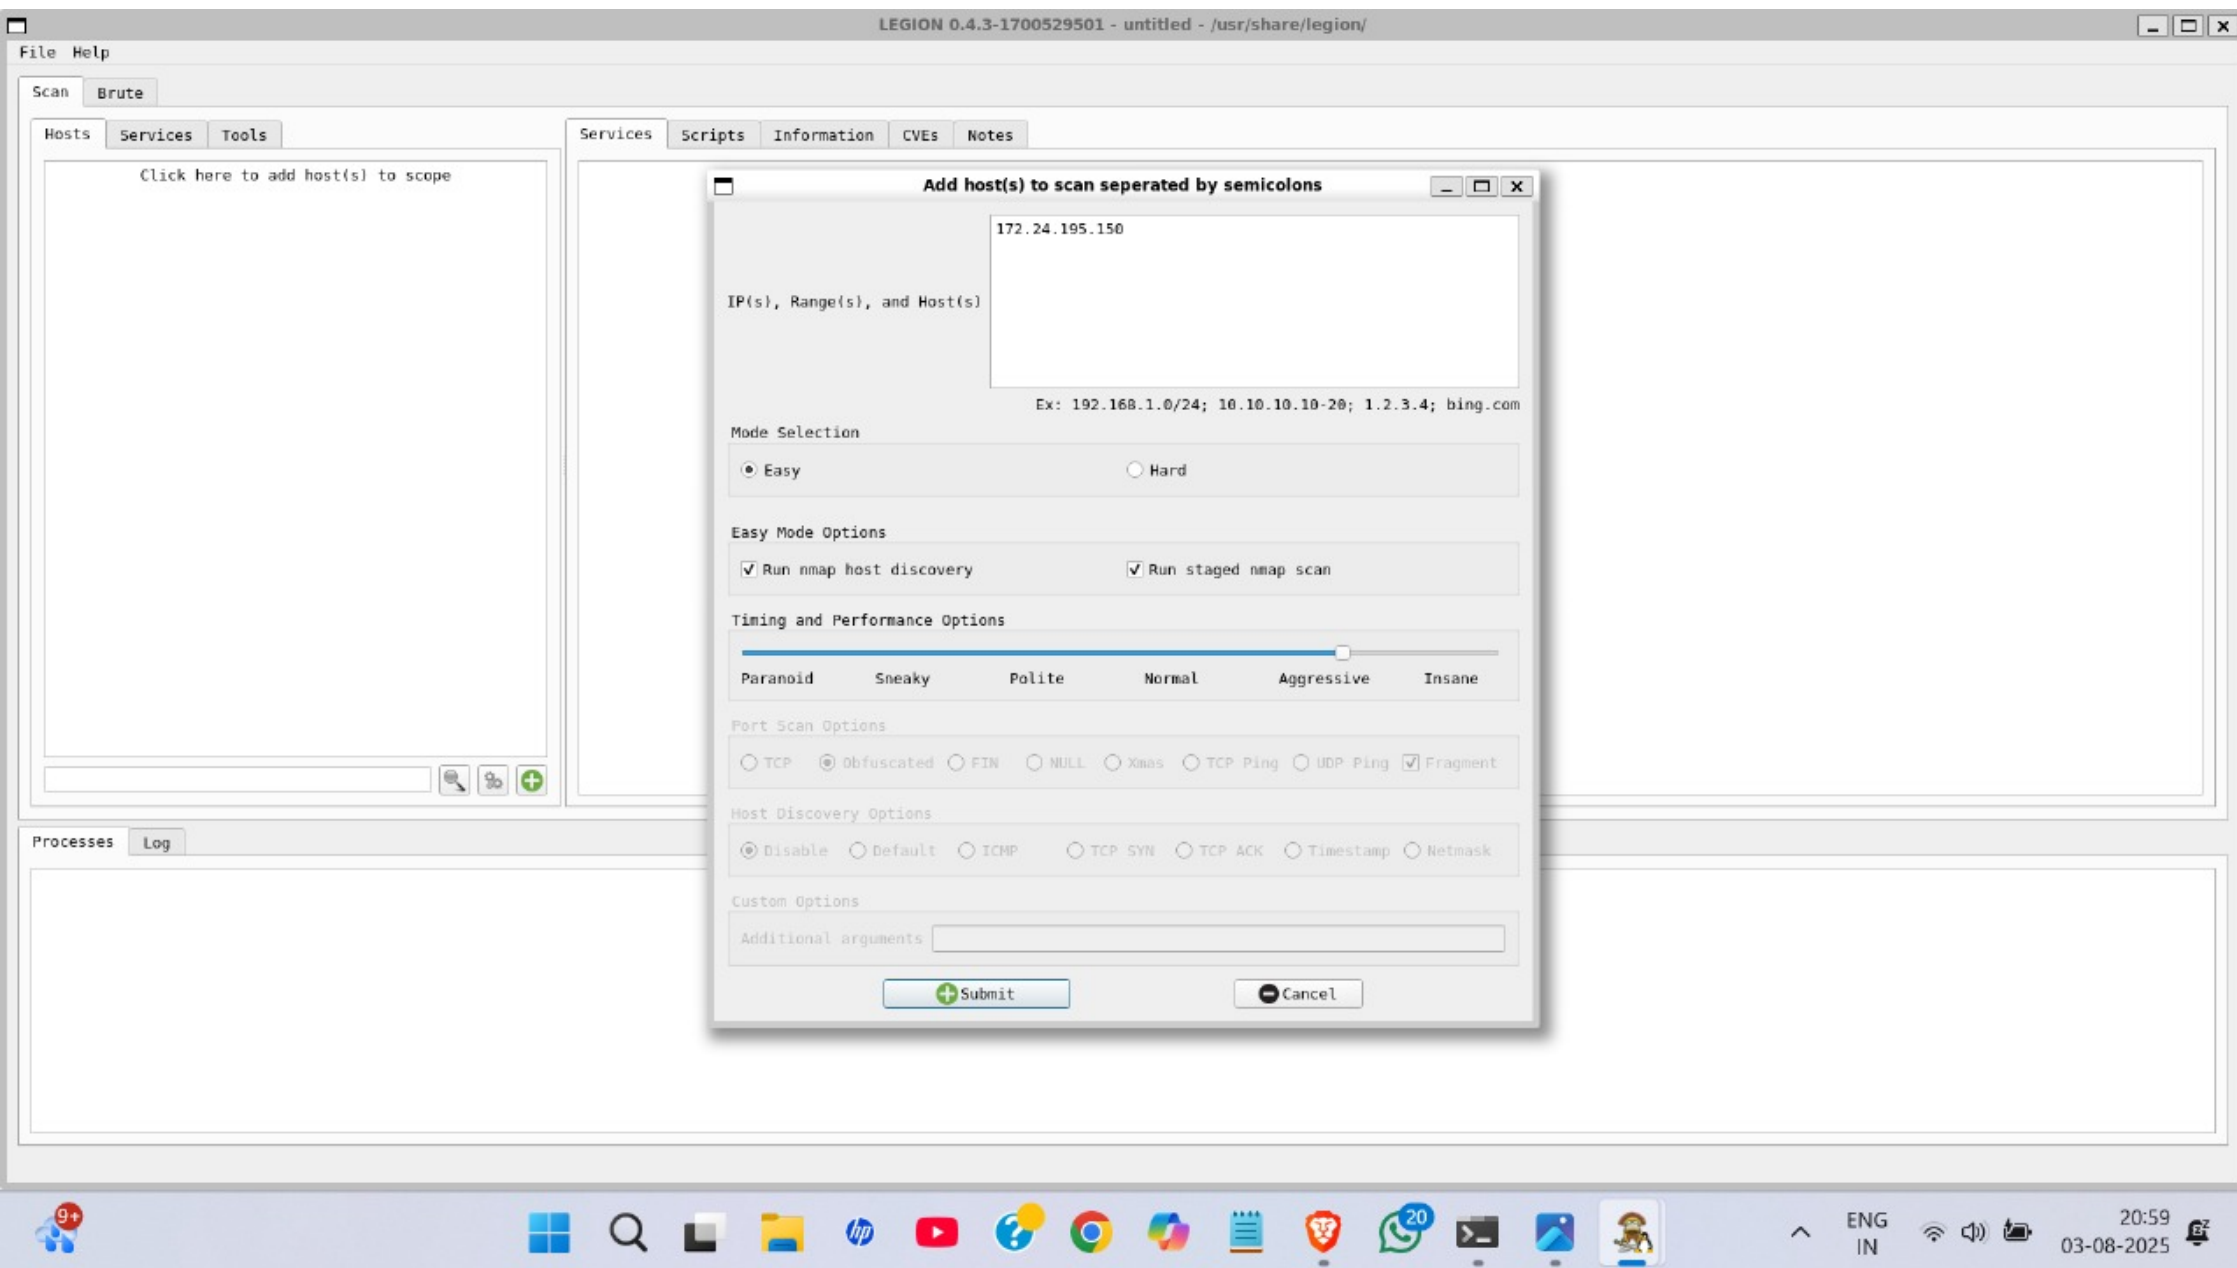 LEGION 0.4.3-1700529501 - untitled - /usr/share/legion/
File Help
Scan Brute
Hosts Services Tools
Services Scripts Information CVEs Notes
Click here to add host(s) to scope
Add host(s) to scan seperated by semicolons
172.24.195.150
IP(s), Range(s), and Host(s)
Ex: 192.168.1.0/24; 10.10.10.10-20; 1.2.3.4; bing.com
Mode Selection
Easy Hard
Easy Mode Options
Run nmap host discovery Run staged nmap scan
Timing and Performance Options
Paranoid Sneaky Polite Normal Aggressive Insane
Port Scan Options
TCP Obfuscated FIN NULL Xmas TCP Ping UDP Ping Fragment
Host Discovery Options
Disable Default ICMP TCP SYN TCP ACK Timestamp Netmask
Custom Options
Additional arguments
Submit Cancel
Processes Log
9+
hp
20
ENG
IN
20:59
03-08-2025